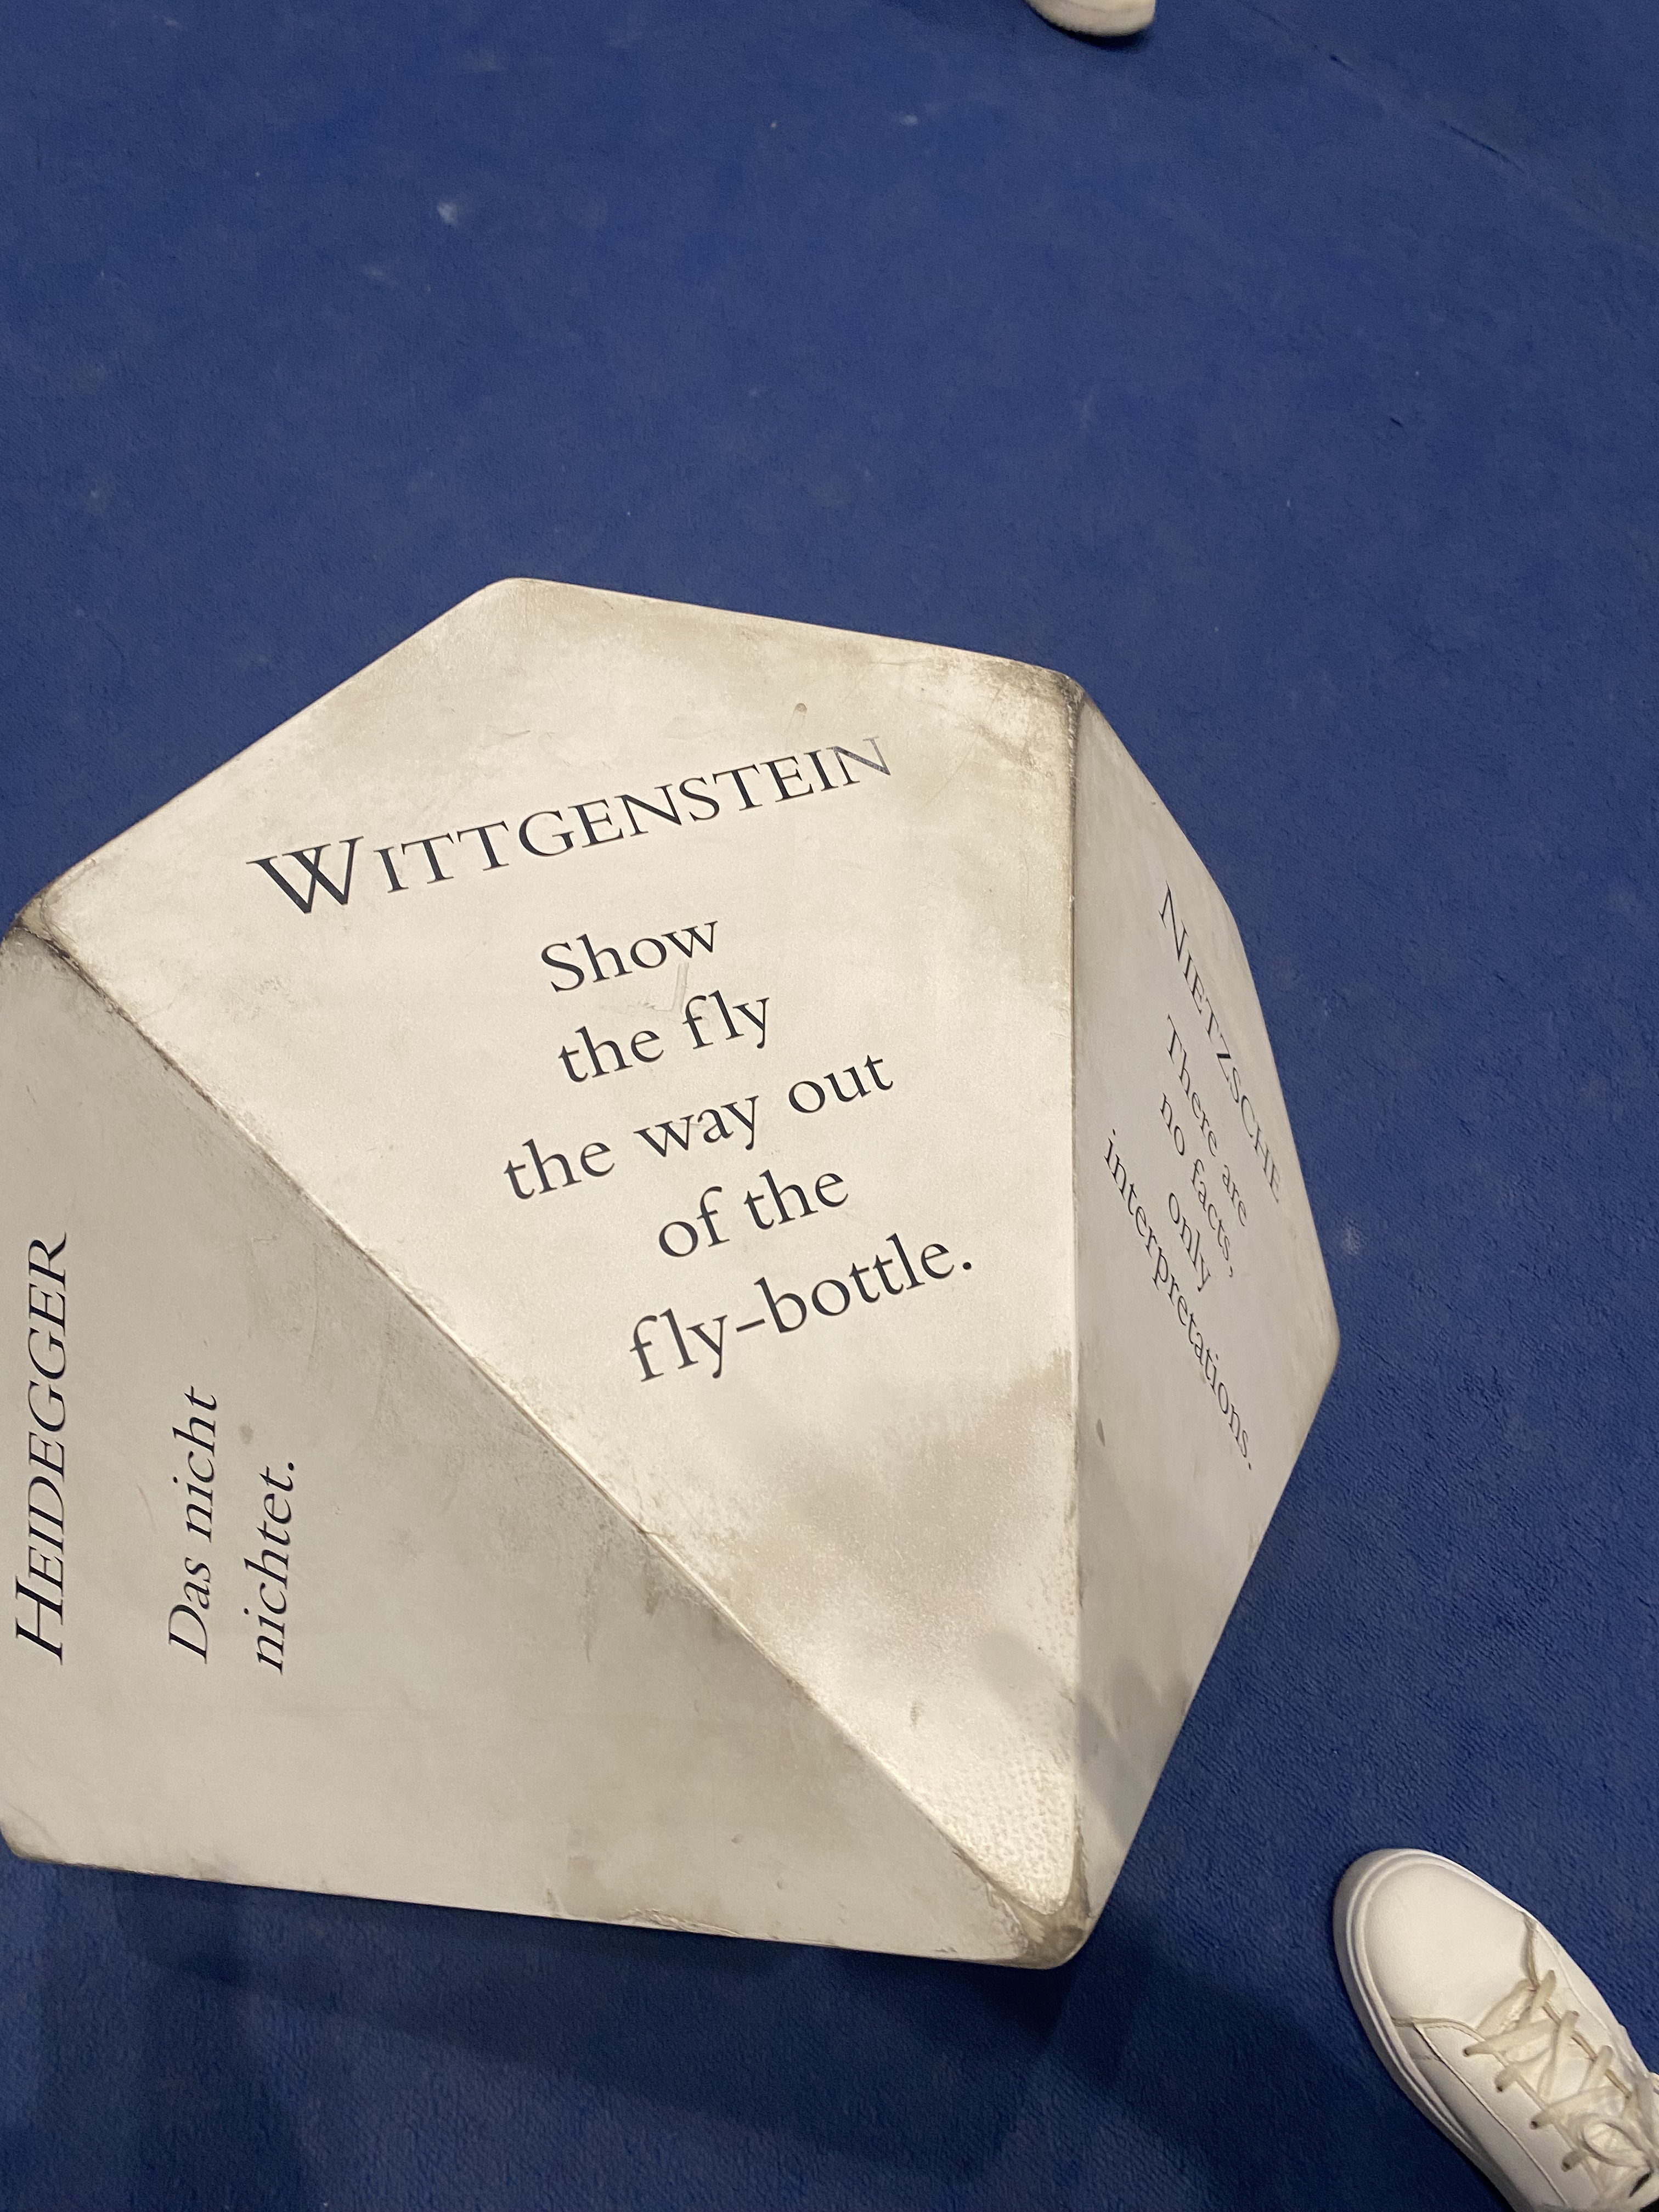 WITTGENSTEIN
Show
the fly
the way out
of the
fly-bottle.
HEIDEGGER
Das nicht
nichtet.
NIETZSCHE
There are
no facts,
only
interpretations.